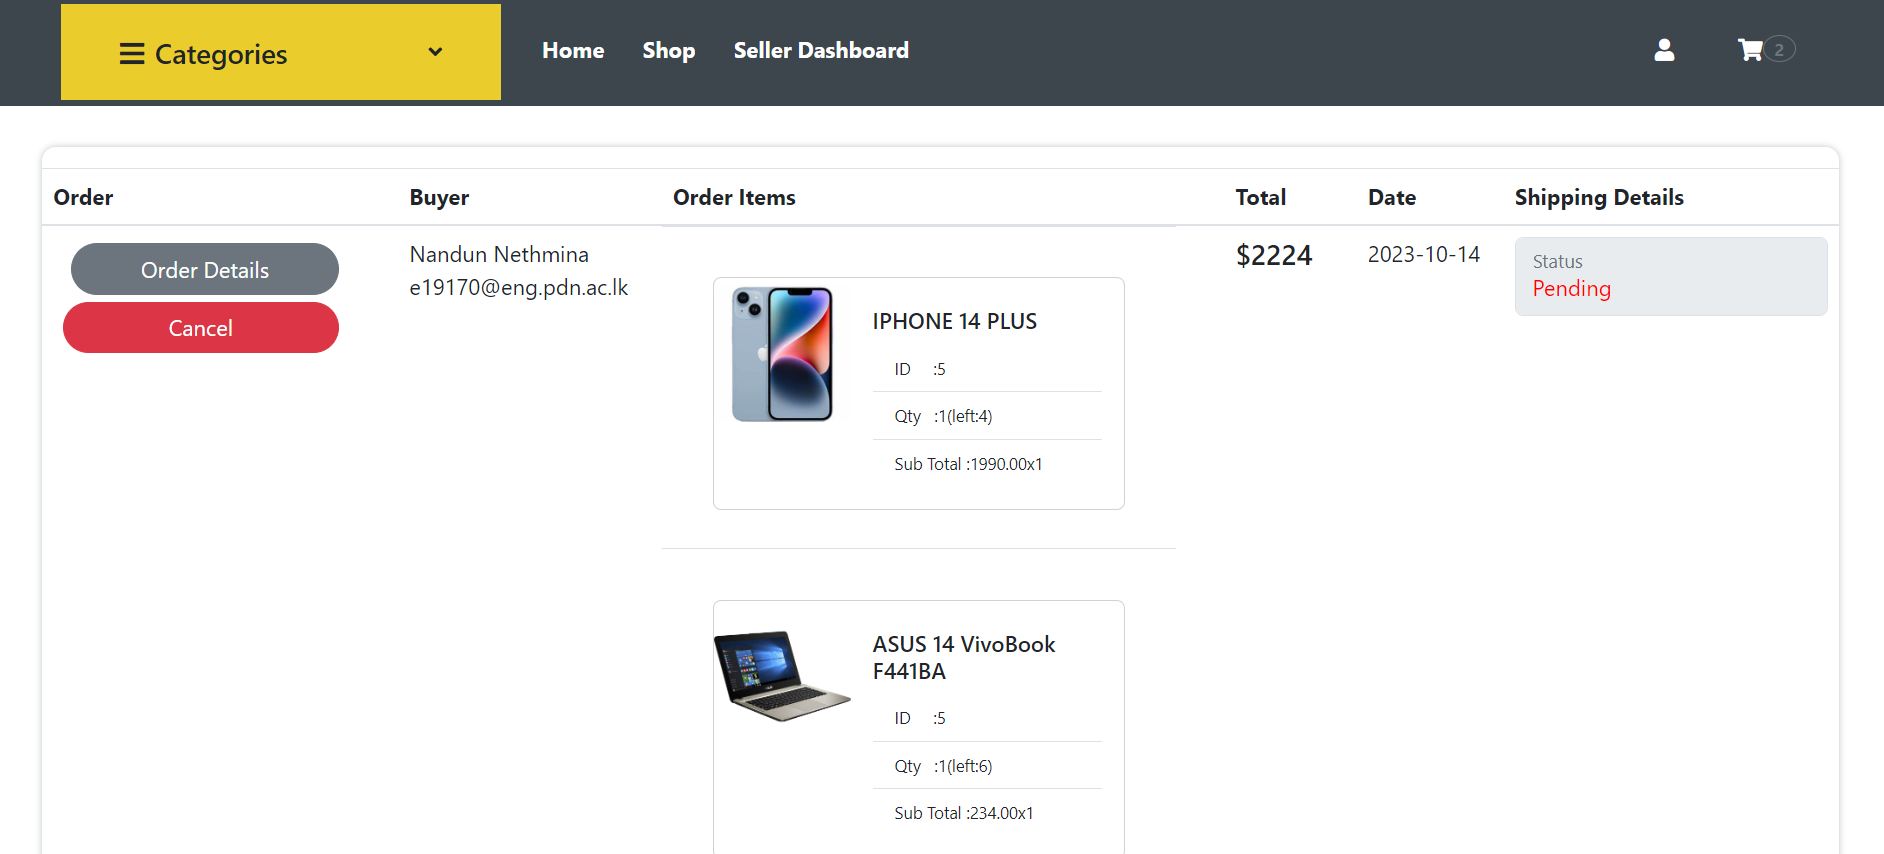 Categories
Home
Shop
Seller Dashboard
2
Order
Buyer
Order Items
Total
Date
Shipping Details
Order Details
Cancel
Nandun Nethmina
e19170@eng.pdn.ac.lk
IPHONE 14 PLUS
ID :5
Qty :1(left:4)
Sub Total :1990.00x1
ASUS 14 VivoBook
F441BA
ID :5
Qty :1(left:6)
Sub Total :234.00x1
$2224
2023-10-14
Status
Pending